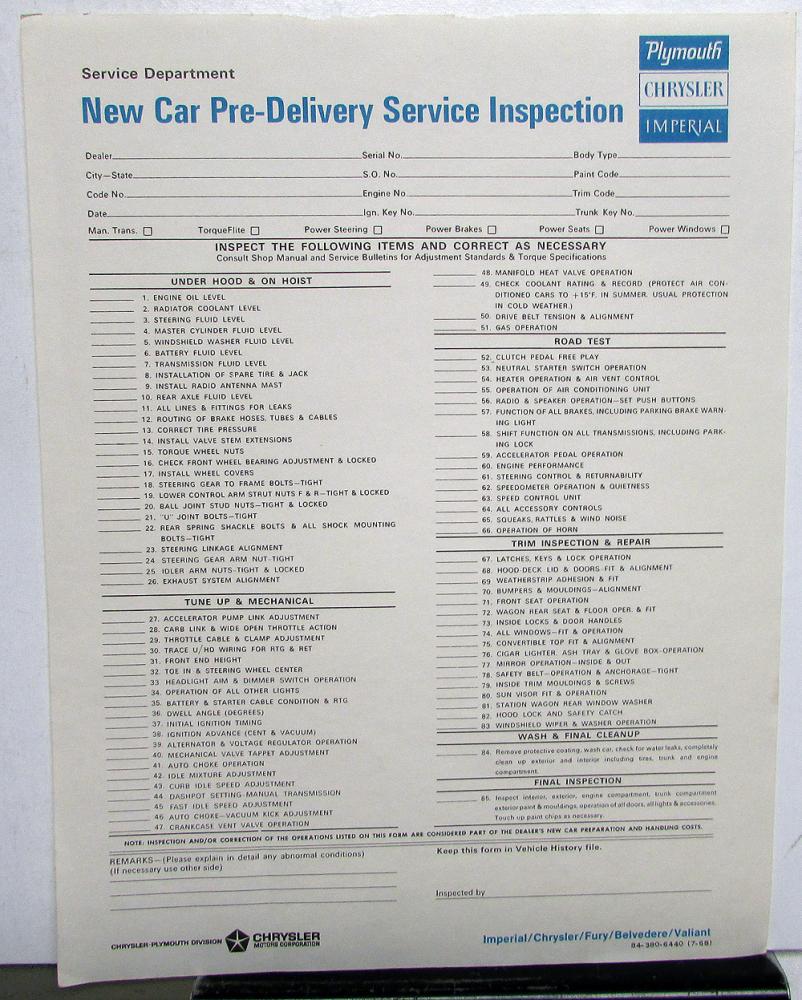 Service Department
New Car Pre-Delivery Service Inspection
Plymouth
CHRYSLER
IMPERIAL
Dealer Serial No. Body Type
City—State S.O. No. Paint Code
Code No. Engine No Trim Code
Date Ign. Key No. Trunk Key No.
Man. Trans. TorqueFlite Power Steering Power Brakes Power Seats Power Windows
INSPECT THE FOLLOWING ITEMS AND CORRECT AS NECESSARY
Consult Shop Manual and Service Bulletins for Adjustment Standards & Torque Specifications
UNDER HOOD & ON HOIST
1. ENGINE OIL LEVEL
2. RADIATOR COOLANT LEVEL
3. STEERING FLUID LEVEL
4. MASTER CYLINDER FLUID LEVEL
5. WINDSHIELD WASHER FLUID LEVEL
6. BATTERY FLUID LEVEL
7. TRANSMISSION FLUID LEVEL
8. INSTALLATION OF SPARE TIRE & JACK
9. INSTALL RADIO ANTENNA MAST
10. REAR AXLE FLUID LEVEL
11. ALL LINES & FITTINGS FOR LEAKS
12. ROUTING OF BRAKE HOSES, TUBES & CABLES
13. CORRECT TIRE PRESSURE
14. INSTALL VALVE STEM EXTENSIONS
15. TORQUE WHEEL NUTS
16. CHECK FRONT WHEEL BEARING ADJUSTMENT & LOCKED
17. INSTALL WHEEL COVERS
18. STEERING GEAR TO FRAME BOLTS—TIGHT
19. LOWER CONTROL ARM STRUT NUTS F & R—TIGHT & LOCKED
20. BALL JOINT STUD NUTS—TIGHT & LOCKED
21. "U" JOINT BOLTS—TIGHT
22. REAR SPRING SHACKLE BOLTS & ALL SHOCK MOUNTING
BOLTS—TIGHT
23. STEERING LINKAGE ALIGNMENT
24. STEERING GEAR ARM NUT-TIGHT
25. IDLER ARM NUTS-TIGHT & LOCKED
26. EXHAUST SYSTEM ALIGNMENT
TUNE UP & MECHANICAL
27. ACCELERATOR PUMP LINK ADJUSTMENT
28. CARB LINK & WIDE OPEN THROTTLE ACTION
29. THROTTLE CABLE & CLAMP ADJUSTMENT
30. TRACE U/HD WIRING FOR RTG & RET
31. FRONT END HEIGHT
32. TOE IN & STEERING WHEEL CENTER
33. HEADLIGHT AIM & DIMMER SWITCH OPERATION
34. OPERATION OF ALL OTHER LIGHTS
35. BATTERY & STARTER CABLE CONDITION & RTG
36. DWELL ANGLE (DEGREES)
37. INITIAL IGNITION TIMING
38. IGNITION ADVANCE (CENT & VACUUM)
39. ALTERNATOR & VOLTAGE REGULATOR OPERATION
40. MECHANICAL VALVE TAPPET ADJUSTMENT
41. AUTO CHOKE OPERATION
42. IDLE MIXTURE ADJUSTMENT
43. CURB IDLE SPEED ADJUSTMENT
44. DASHPOT SETTING-MANUAL TRANSMISSION
45. FAST IDLE SPEED ADJUSTMENT
46. AUTO CHOKE—VACUUM KICK ADJUSTMENT
47. CRANKCASE VENT VALVE OPERATION
48. MANIFOLD HEAT VALVE OPERATION
49. CHECK COOLANT RATING & RECORD (PROTECT AIR CON-
DITIONED CARS TO +15°F. IN SUMMER. USUAL PROTECTION
IN COLD WEATHER.)
50. DRIVE BELT TENSION & ALIGNMENT
51. GAS OPERATION
ROAD TEST
52. CLUTCH PEDAL FREE PLAY
53. NEUTRAL STARTER SWITCH OPERATION
54. HEATER OPERATION & AIR VENT CONTROL
55. OPERATION OF AIR CONDITIONING UNIT
56. RADIO & SPEAKER OPERATION—SET PUSH BUTTONS
57. FUNCTION OF ALL BRAKES, INCLUDING PARKING BRAKE WARN-
ING LIGHT
58. SHIFT FUNCTION ON ALL TRANSMISSIONS, INCLUDING PARK-
ING LOCK
59. ACCELERATOR PEDAL OPERATION
60. ENGINE PERFORMANCE
61. STEERING CONTROL & RETURNABILITY
62. SPEEDOMETER OPERATION & QUIETNESS
63. SPEED CONTROL UNIT
64. ALL ACCESSORY CONTROLS
65. SQUEAKS, RATTLES & WIND NOISE
66. OPERATION OF HORN
TRIM INSPECTION & REPAIR
67. LATCHES, KEYS & LOCK OPERATION
68. HOOD-DECK LID & DOORS-FIT & ALIGNMENT
69 WEATHERSTRIP ADHESION & FIT
70. BUMPERS & MOULDINGS—ALIGNMENT
71. FRONT SEAT OPERATION
72. WAGON REAR SEAT & FLOOR OPER. & FIT
73. INSIDE LOCKS & DOOR HANDLES
74. ALL WINDOWS—FIT & OPERATION
75. CONVERTIBLE TOP FIT & ALIGNMENT
76. CIGAR LIGHTER, ASH TRAY & GLOVE BOX-OPERATION
77. MIRROR OPERATION—INSIDE & OUT
78. SAFETY BELT—OPERATION & ANCHORAGE—TIGHT
79. INSIDE TRIM MOULDINGS & SCREWS
80. SUN VISOR FIT & OPERATION
81. STATION WAGON REAR WINDOW WASHER
82. HOOD LOCK AND SAFETY CATCH
83 WINDSHIELD WIPER & WASHER OPERATION
WASH & FINAL CLEANUP
84. Remove protective coating, wash car, check for water leaks, completely
clean up exterior and interior including tires, trunk and engine
compartment.
FINAL INSPECTION
85. Inspect interior, exterior, engine compartment, trunk compartment
exterior paint & mouldings, operation of all doors, all lights & accessories.
Touch up paint chips as necessary.
NOTE: INSPECTION AND/OR CORRECTION OF THE OPERATIONS LISTED ON THIS FORM ARE CONSIDERED PART OF THE DEALER'S NEW CAR PREPARATION AND HANDLING COSTS.
REMARKS—(Please explain in detail any abnormal conditions)
(If necessary use other side)
Keep this form in Vehicle History file.
Inspected by
CHRYSLER-PLYMOUTH DIVISION CHRYSLER
MOTORS CORPORATION
Imperial/Chrysler/Fury/Belvedere/Valiant
84-380-6440 (7-68)